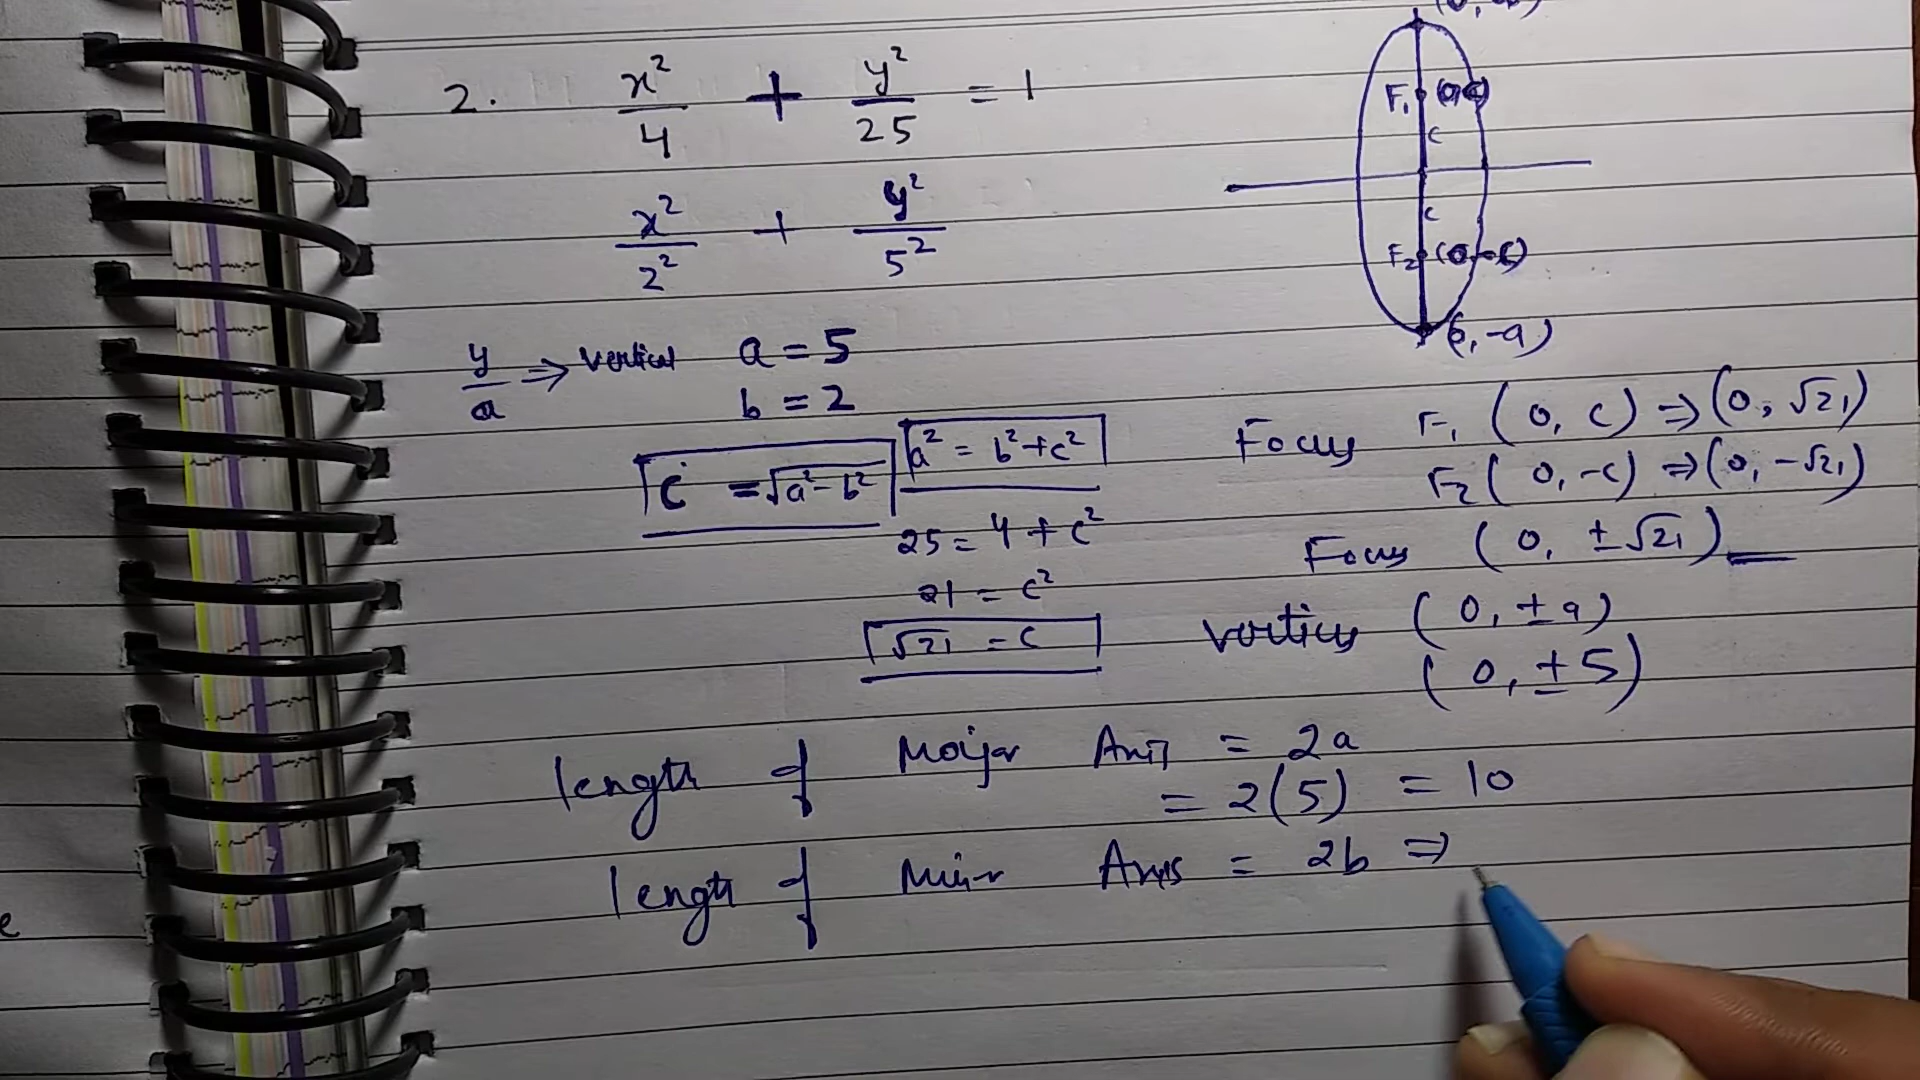 2. x²/4 + y²/25 = 1
x²/2² + y²/5²
y/a ⇒ vertical a = 5
b = 2
c = √a² - b²
a² = b² + c²
25 = 4 + c²
21 = c²
√21 = c
F₁
c
c
F₂ (0, -c)
(0, -a)
Focus F₁ (0, c) ⇒ (0, √21)
F₂ (0, -c) ⇒ (0, -√21)
Focus (0, ±√21)
vertices (0, ±a)
(0, ±5)
length of Major Axis = 2a
= 2(5) = 10
length of Minor Axis = 2b ⇒
e